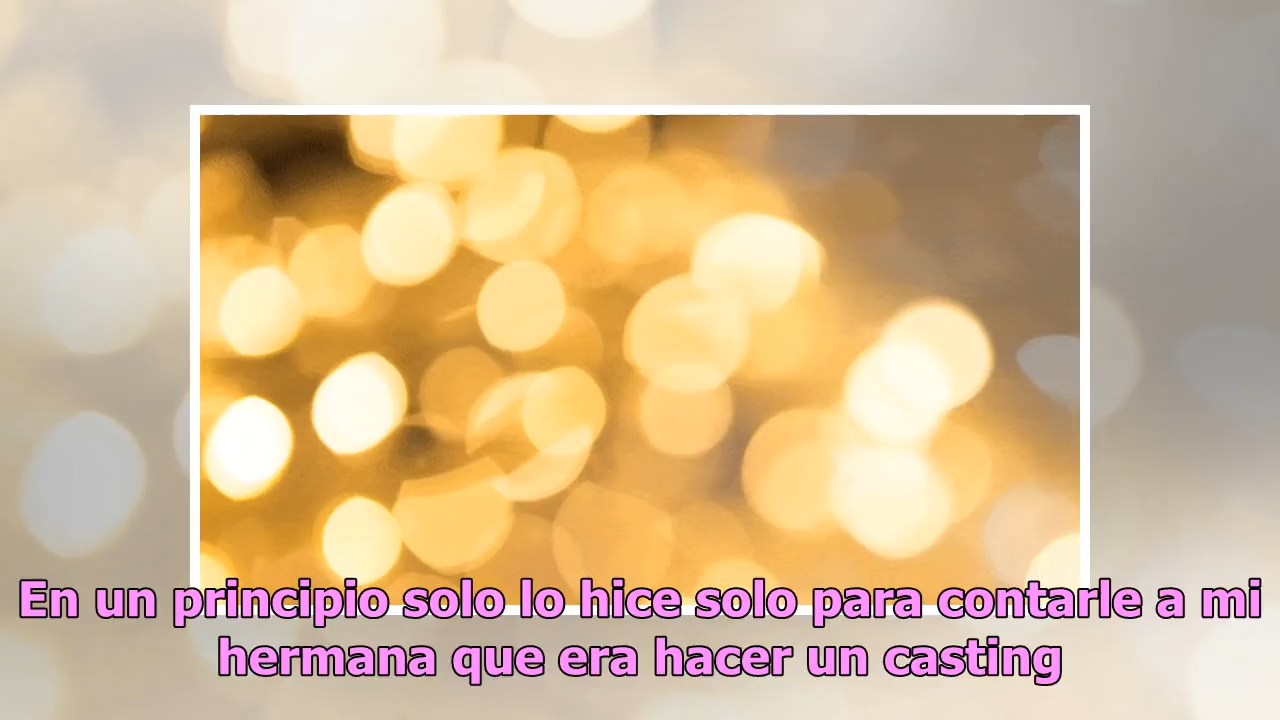 En un principio solo lo hice solo para contarle a mi
hermana que era hacer un casting